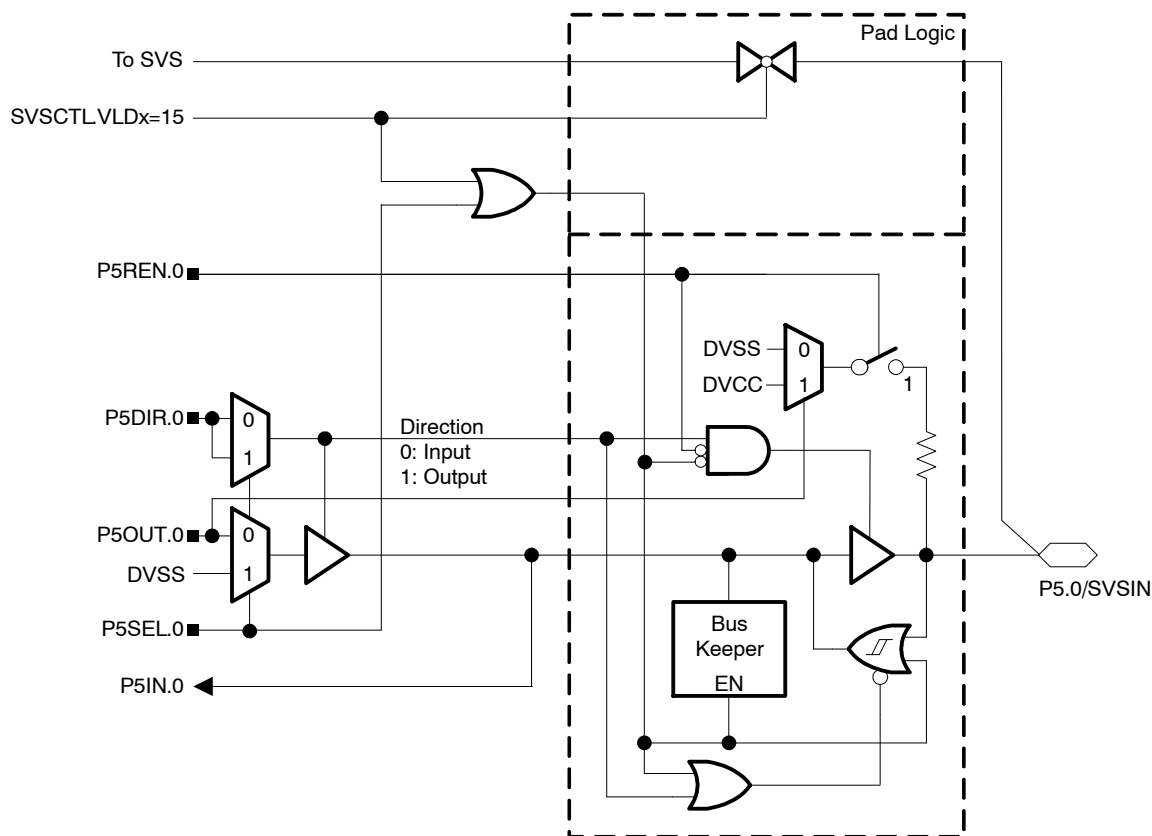 Pad Logic
To SVS
SVSCTL.VLDx=15
P5REN.0
DVSS
0
DVCC
1
1
P5DIR.0
0
1
Direction
0: Input
1: Output
P5OUT.0
0
DVSS
1
P5.0/SVSIN
P5SEL.0
Bus
Keeper
EN
P5IN.0